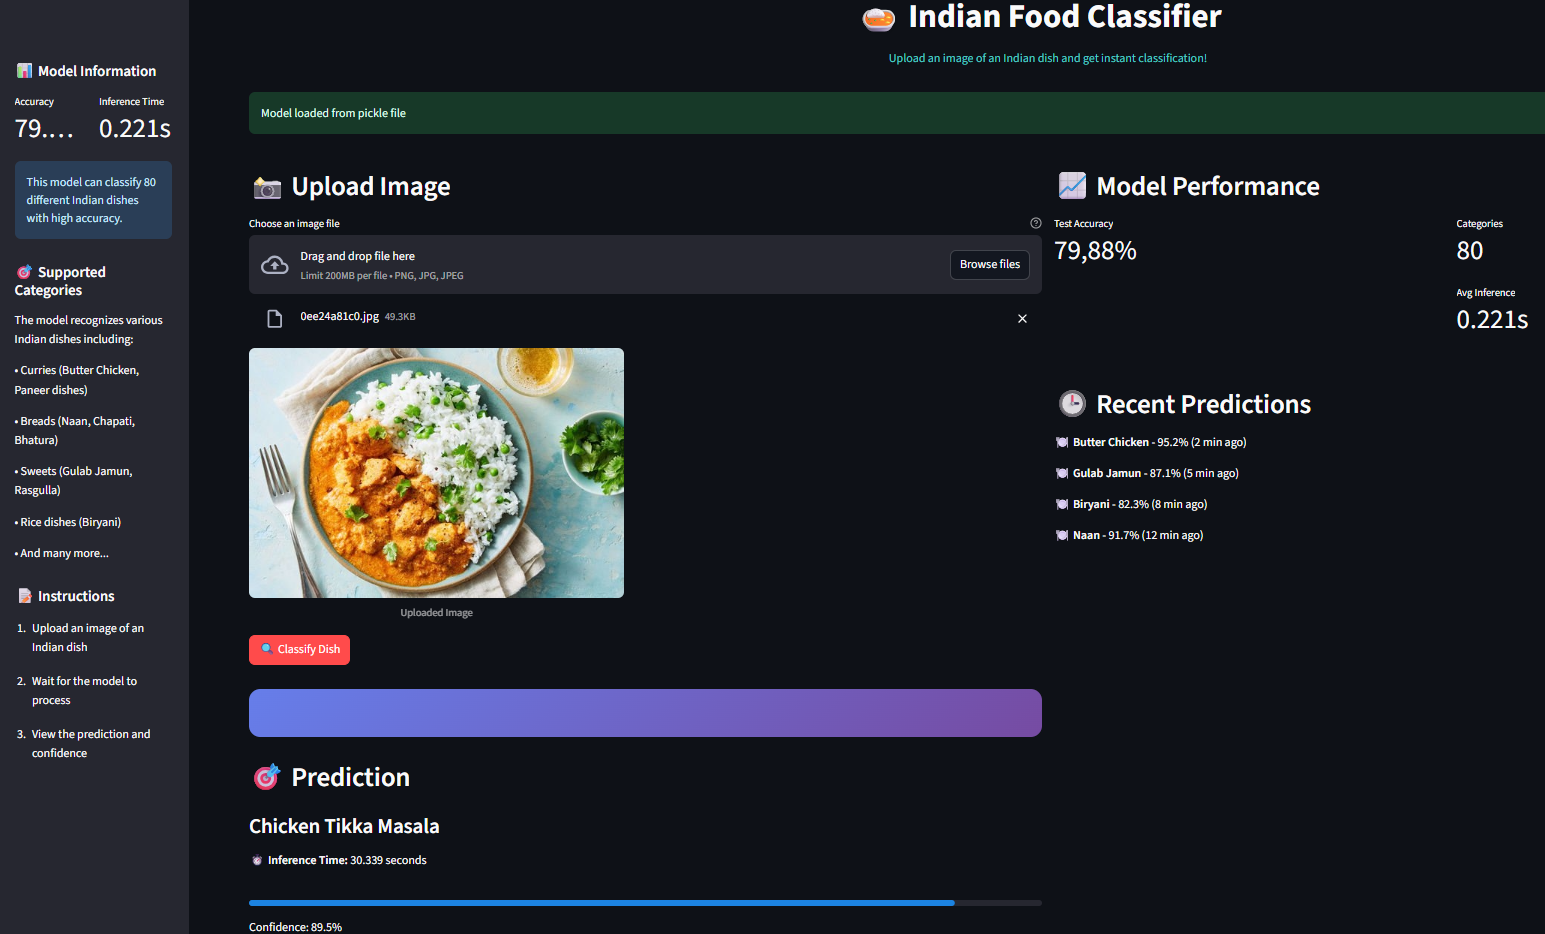 Model Information
Accuracy
79....
Inference Time
0.221s
This model can classify 80
different Indian dishes
with high accuracy.
Supported
Categories
The model recognizes various
Indian dishes including:
• Curries (Butter Chicken,
Paneer dishes)
• Breads (Naan, Chapati,
Bhatura)
• Sweets (Gulab Jamun,
Rasgulla)
• Rice dishes (Biryani)
• And many more...
Instructions
1. Upload an image of an
Indian dish
2. Wait for the model to
process
3. View the prediction and
confidence
Indian Food Classifier
Upload an image of an Indian dish and get instant classification!
Model loaded from pickle file
Upload Image
Choose an image file
Drag and drop file here
Limit 200MB per file • PNG, JPG, JPEG
Browse files
0ee24a81c0.jpg 49.3KB
Uploaded Image
Classify Dish
Prediction
Chicken Tikka Masala
Inference Time: 30.339 seconds
Confidence: 89.5%
Model Performance
Test Accuracy
79,88%
Categories
80
Avg Inference
0.221s
Recent Predictions
Butter Chicken - 95.2% (2 min ago)
Gulab Jamun - 87.1% (5 min ago)
Biryani - 82.3% (8 min ago)
Naan - 91.7% (12 min ago)